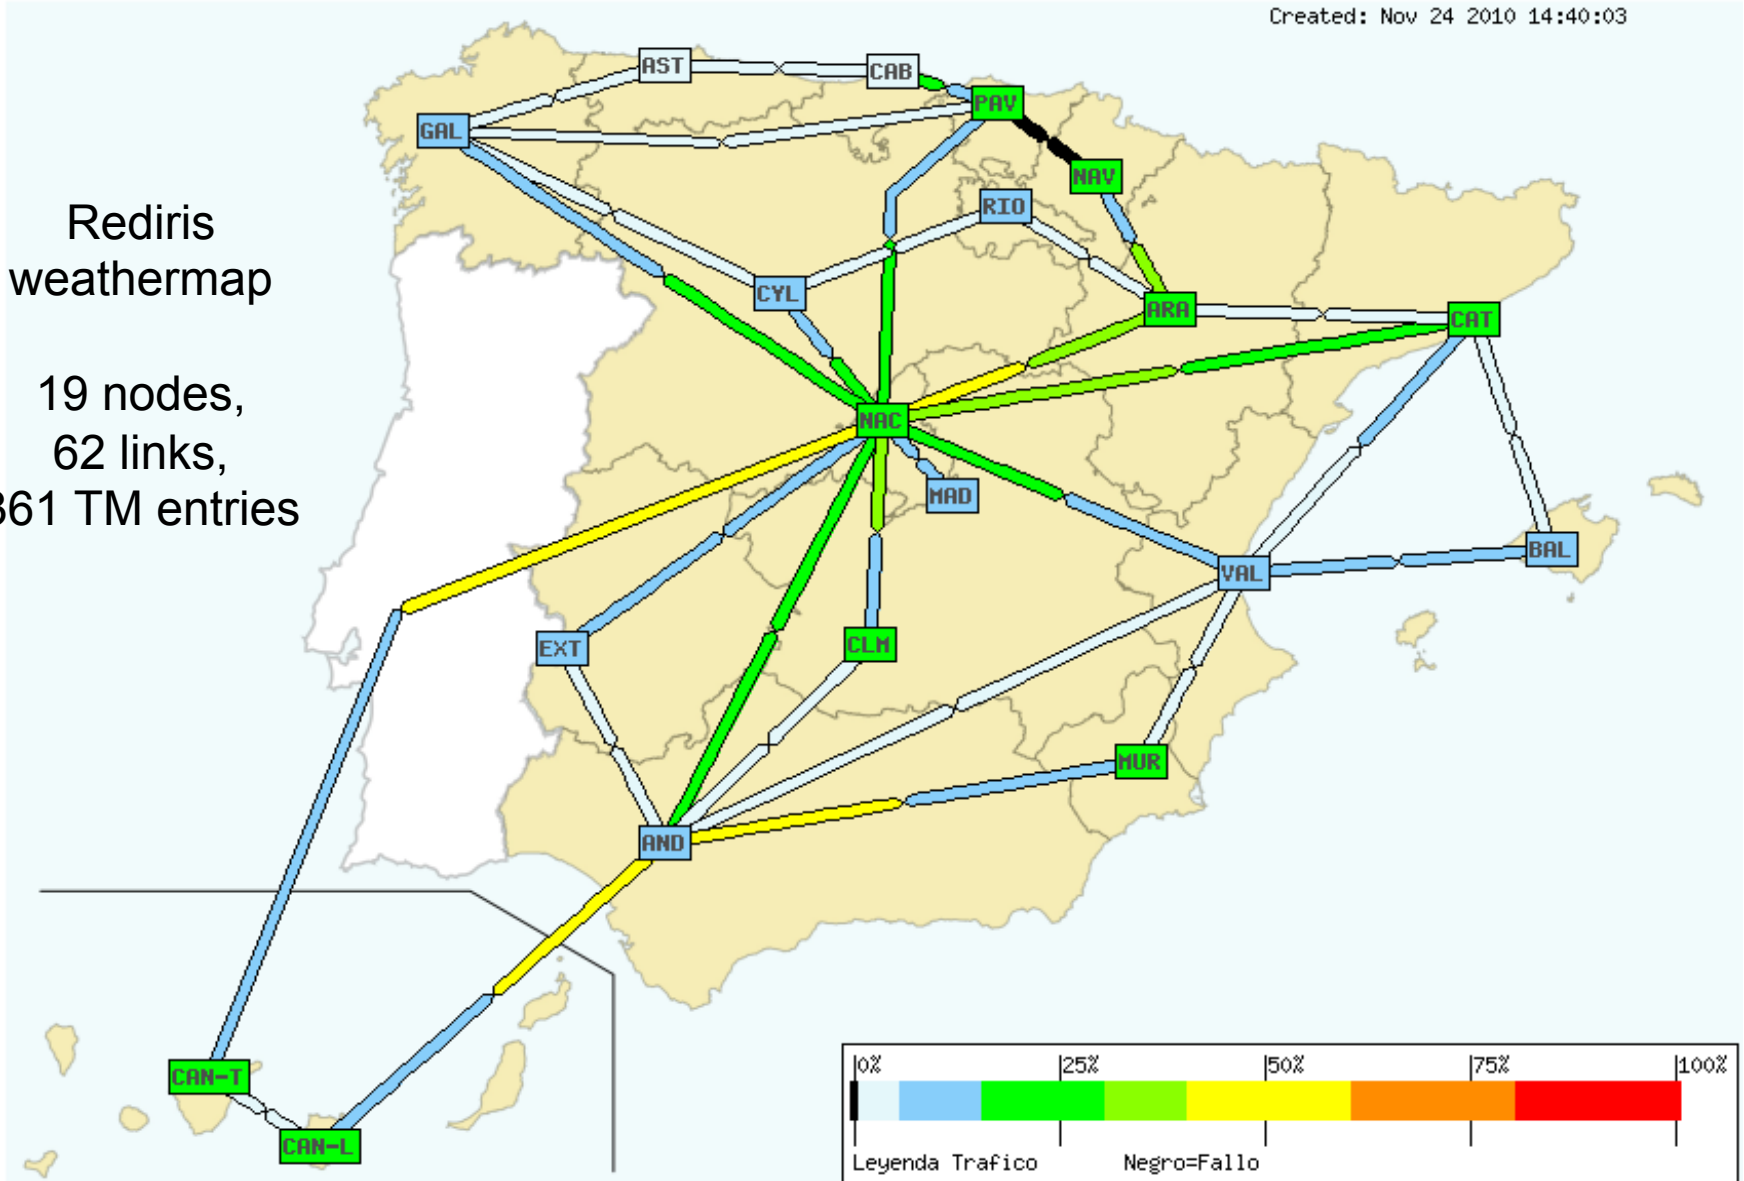 Created: Nov 24 2010 14:40:03
AST
CAB
PAV
GAL
NAV
Rediris
weathermap
RIO
CYL
ARA
CAT
19 nodes,
62 links,
361 TM entries
NAC
MAD
BAL
VAL
EXT
CLM
MUR
AND
CAN-T
CAN-L
0% 25% 50% 75% 100%
Leyenda Trafico Negro=Fallo